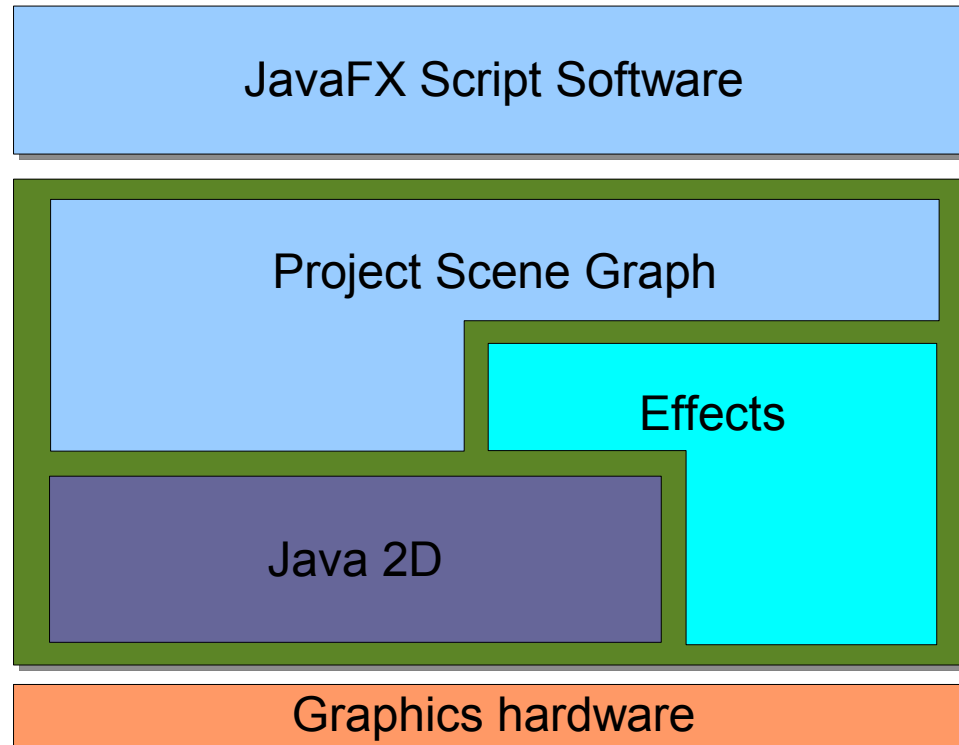 JavaFX Script Software
Project Scene Graph
Effects
Java 2D
Graphics hardware